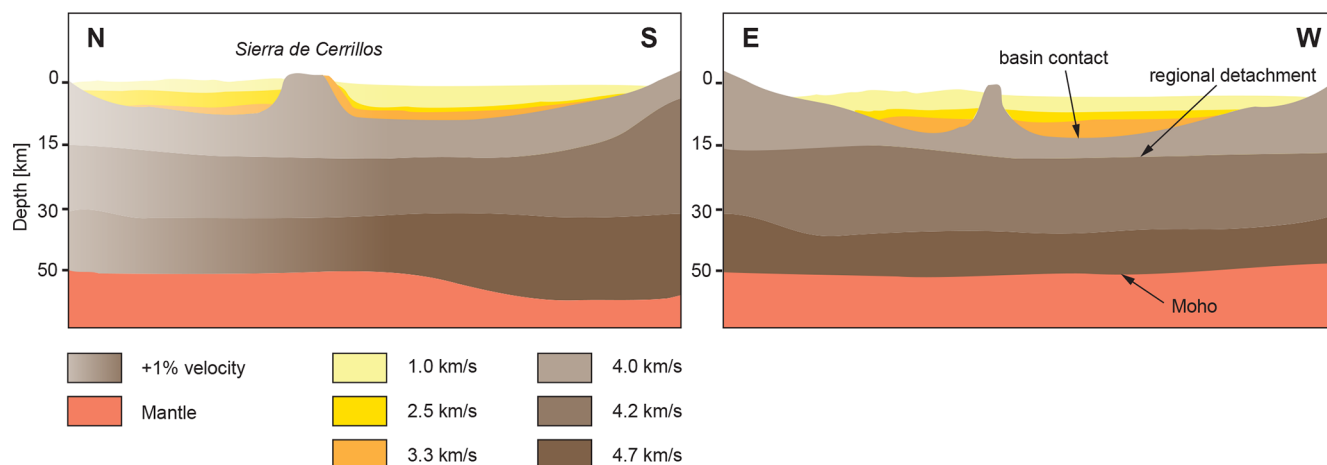 N
Sierra de Cerrillos
S
E
W
basin contact
regional detachment
Depth [km]
0
15
30
50
0
15
30
50
Moho
+1% velocity
Mantle
1.0 km/s
2.5 km/s
3.3 km/s
4.0 km/s
4.2 km/s
4.7 km/s